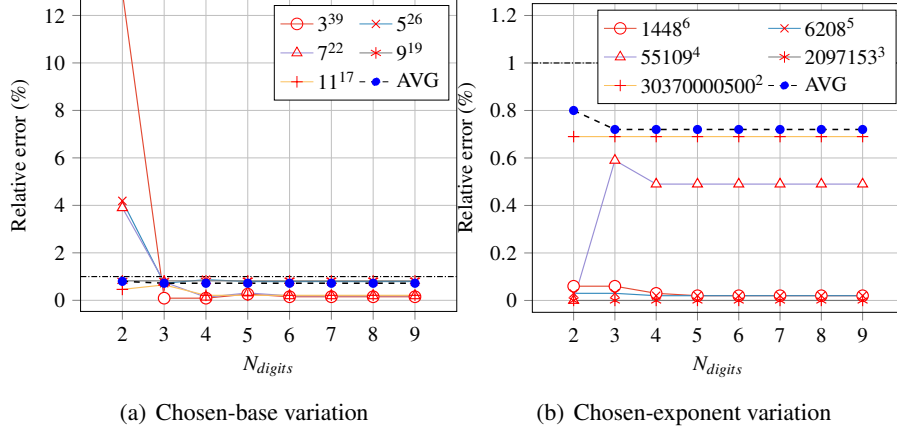 Relative error (%)
12
10
8
6
4
2
0
2 3 4 5 6 7 8 9
N_digits
3^39 5^26
7^22 9^19
11^17 AVG
(a) Chosen-base variation
Relative error (%)
1.2
1
0.8
0.6
0.4
0.2
0
2 3 4 5 6 7 8 9
N_digits
1448^6 6208^5
55109^4 2097153^3
30370000500^2 AVG
(b) Chosen-exponent variation